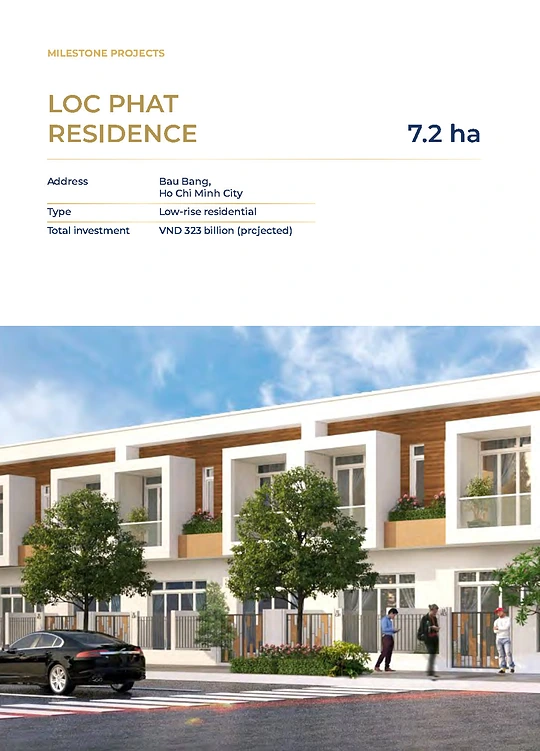 MILESTONE PROJECTS
LOC PHAT
RESIDENCE
7.2 ha
Address
Bau Bang,
Ho Chi Minh City
Type
Low-rise residential
Total investment
VND 323 billion (projected)